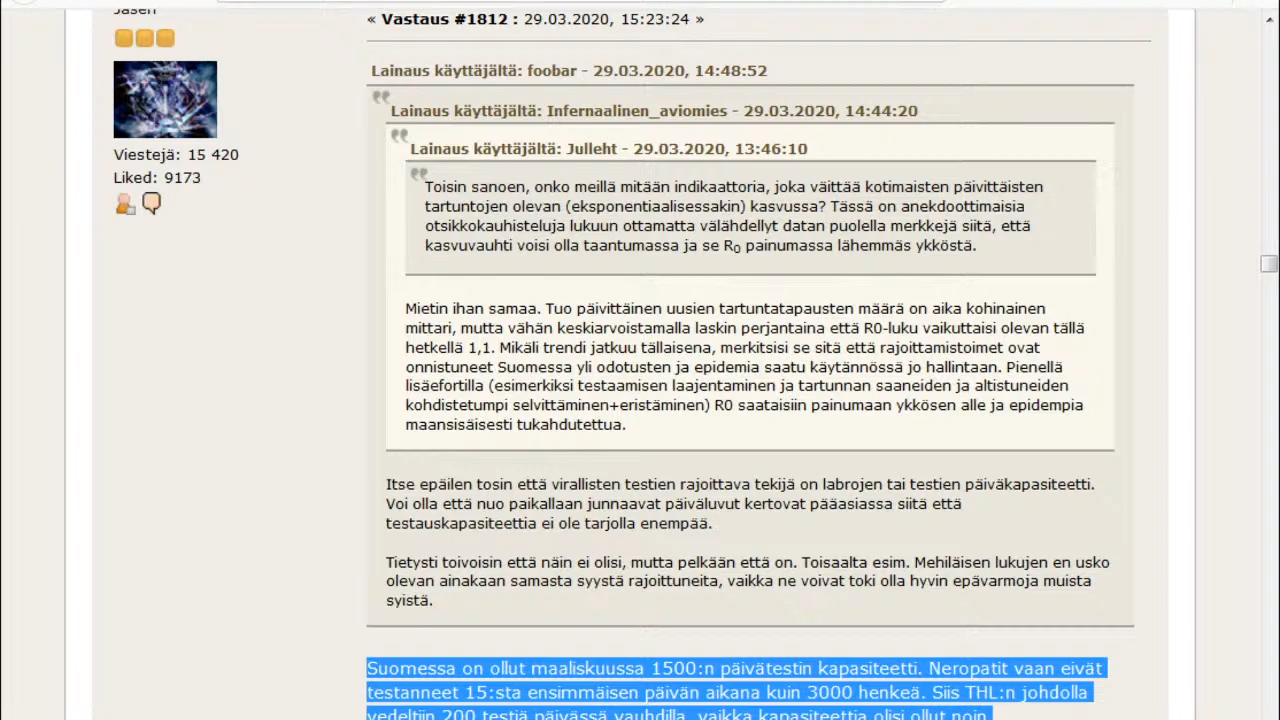 Jäsen
« Vastaus #1812 : 29.03.2020, 15:23:24 »
Viestejä: 15 420
Liked: 9173
Lainaus käyttäjältä: foobar - 29.03.2020, 14:48:52
Lainaus käyttäjältä: Infernaalinen_aviomies - 29.03.2020, 14:44:20
Lainaus käyttäjältä: Julleht - 29.03.2020, 13:46:10
Toisin sanoen, onko meillä mitään indikaattoria, joka väittää kotimaisten päivittäisten
tartuntojen olevan (eksponentiaalisessakin) kasvussa? Tässä on anekdoottimaisia
otsikkokauhisteluja lukuun ottamatta välähdellyt datan puolella merkkejä siitä, että
kasvuvauhti voisi olla taantumassa ja se R0 painumassa lähemmäs ykköstä.
Mietin ihan samaa. Tuo päivittäinen uusien tartuntatapausten määrä on aika kohinainen
mittari, mutta vähän keskiarvoistamalla laskin perjantaina että R0-luku vaikuttaisi olevan tällä
hetkellä 1,1. Mikäli trendi jatkuu tällaisena, merkitsisi se sitä että rajoittamistoimet ovat
onnistuneet Suomessa yli odotusten ja epidemia saatu käytännössä jo hallintaan. Pienellä
lisäefortilla (esimerkiksi testaamisen laajentaminen ja tartunnan saaneiden ja altistuneiden
kohdistetumpi selvittäminen+eristäminen) R0 saataisiin painumaan ykkösen alle ja epidempia
maansisäisesti tukahdutettua.
Itse epäilen tosin että virallisten testien rajoittava tekijä on labrojen tai testien päiväkapasiteetti.
Voi olla että nuo paikallaan junnaavat päiväluvut kertovat pääasiassa siitä että
testauskapasiteettia ei ole tarjolla enempää.
Tietysti toivoisin että näin ei olisi, mutta pelkään että on. Toisaalta esim. Mehiläisen lukujen en usko
olevan ainakaan samasta syystä rajoittuneita, vaikka ne voivat toki olla hyvin epävarmoja muista
syistä.
Suomessa on ollut maaliskuussa 1500:n päivätestin kapasiteetti. Neropatit vaan eivät
testanneet 15:sta ensimmäisen päivän aikana kuin 3000 henkeä. Siis THL:n johdolla
vedeltiin 200 testiä päivässä vauhdilla, vaikka kapasiteettia olisi ollut noin